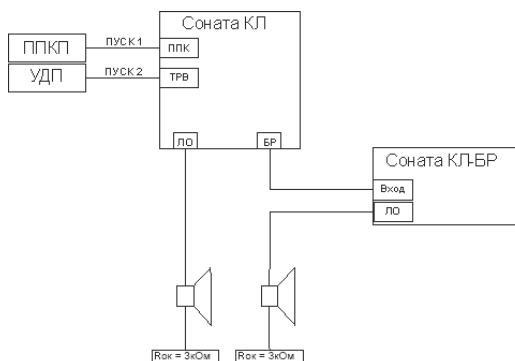 Соната КЛ
ППКП
ПУСК 1
ППК
УДП
ПУСК 2
ТРВ
ЛО
БР
Соната КЛ-БР
Вход
ЛО
Rок = 3кОм
Rок = 3кОм